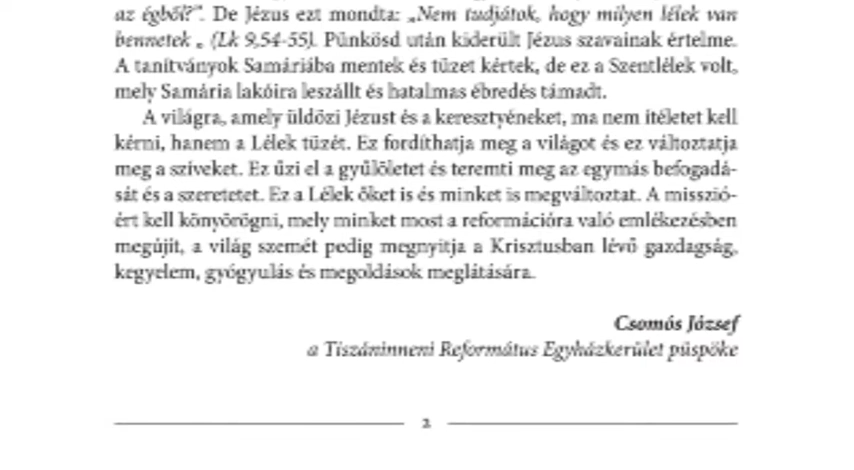 az égből?". De Jézus ezt mondta: „Nem tudjátok, hogy milyen lélek van
bennetek „ (Lk 9,54-55). Pünkösd után kiderült Jézus szavainak értelme.
A tanítványok Samáriába mentek és tüzet kértek, de ez a Szentlélek volt,
mely Samária lakóira leszállt és hatalmas ébredés támadt.
A világra, amely üldözi Jézust és a keresztyéneket, ma nem ítéletet kell
kérni, hanem a Lélek tüzét. Ez fordíthatja meg a világot és ez változtatja
meg a szíveket. Ez űzi el a gyűlöletet és teremti meg az egymás befogadá-
sát és a szeretetet. Ez a Lélek őket is és minket is megváltoztat. A misszió-
ért kell könyörögni, mely minket most a reformációra való emlékezésben
megújít, a világ szemét pedig megnyitja a Krisztusban lévő gazdagság,
kegyelem, gyógyulás és megoldások meglátására.
Csomós József
a Tiszáninneni Református Egyházkerület püspöke
2